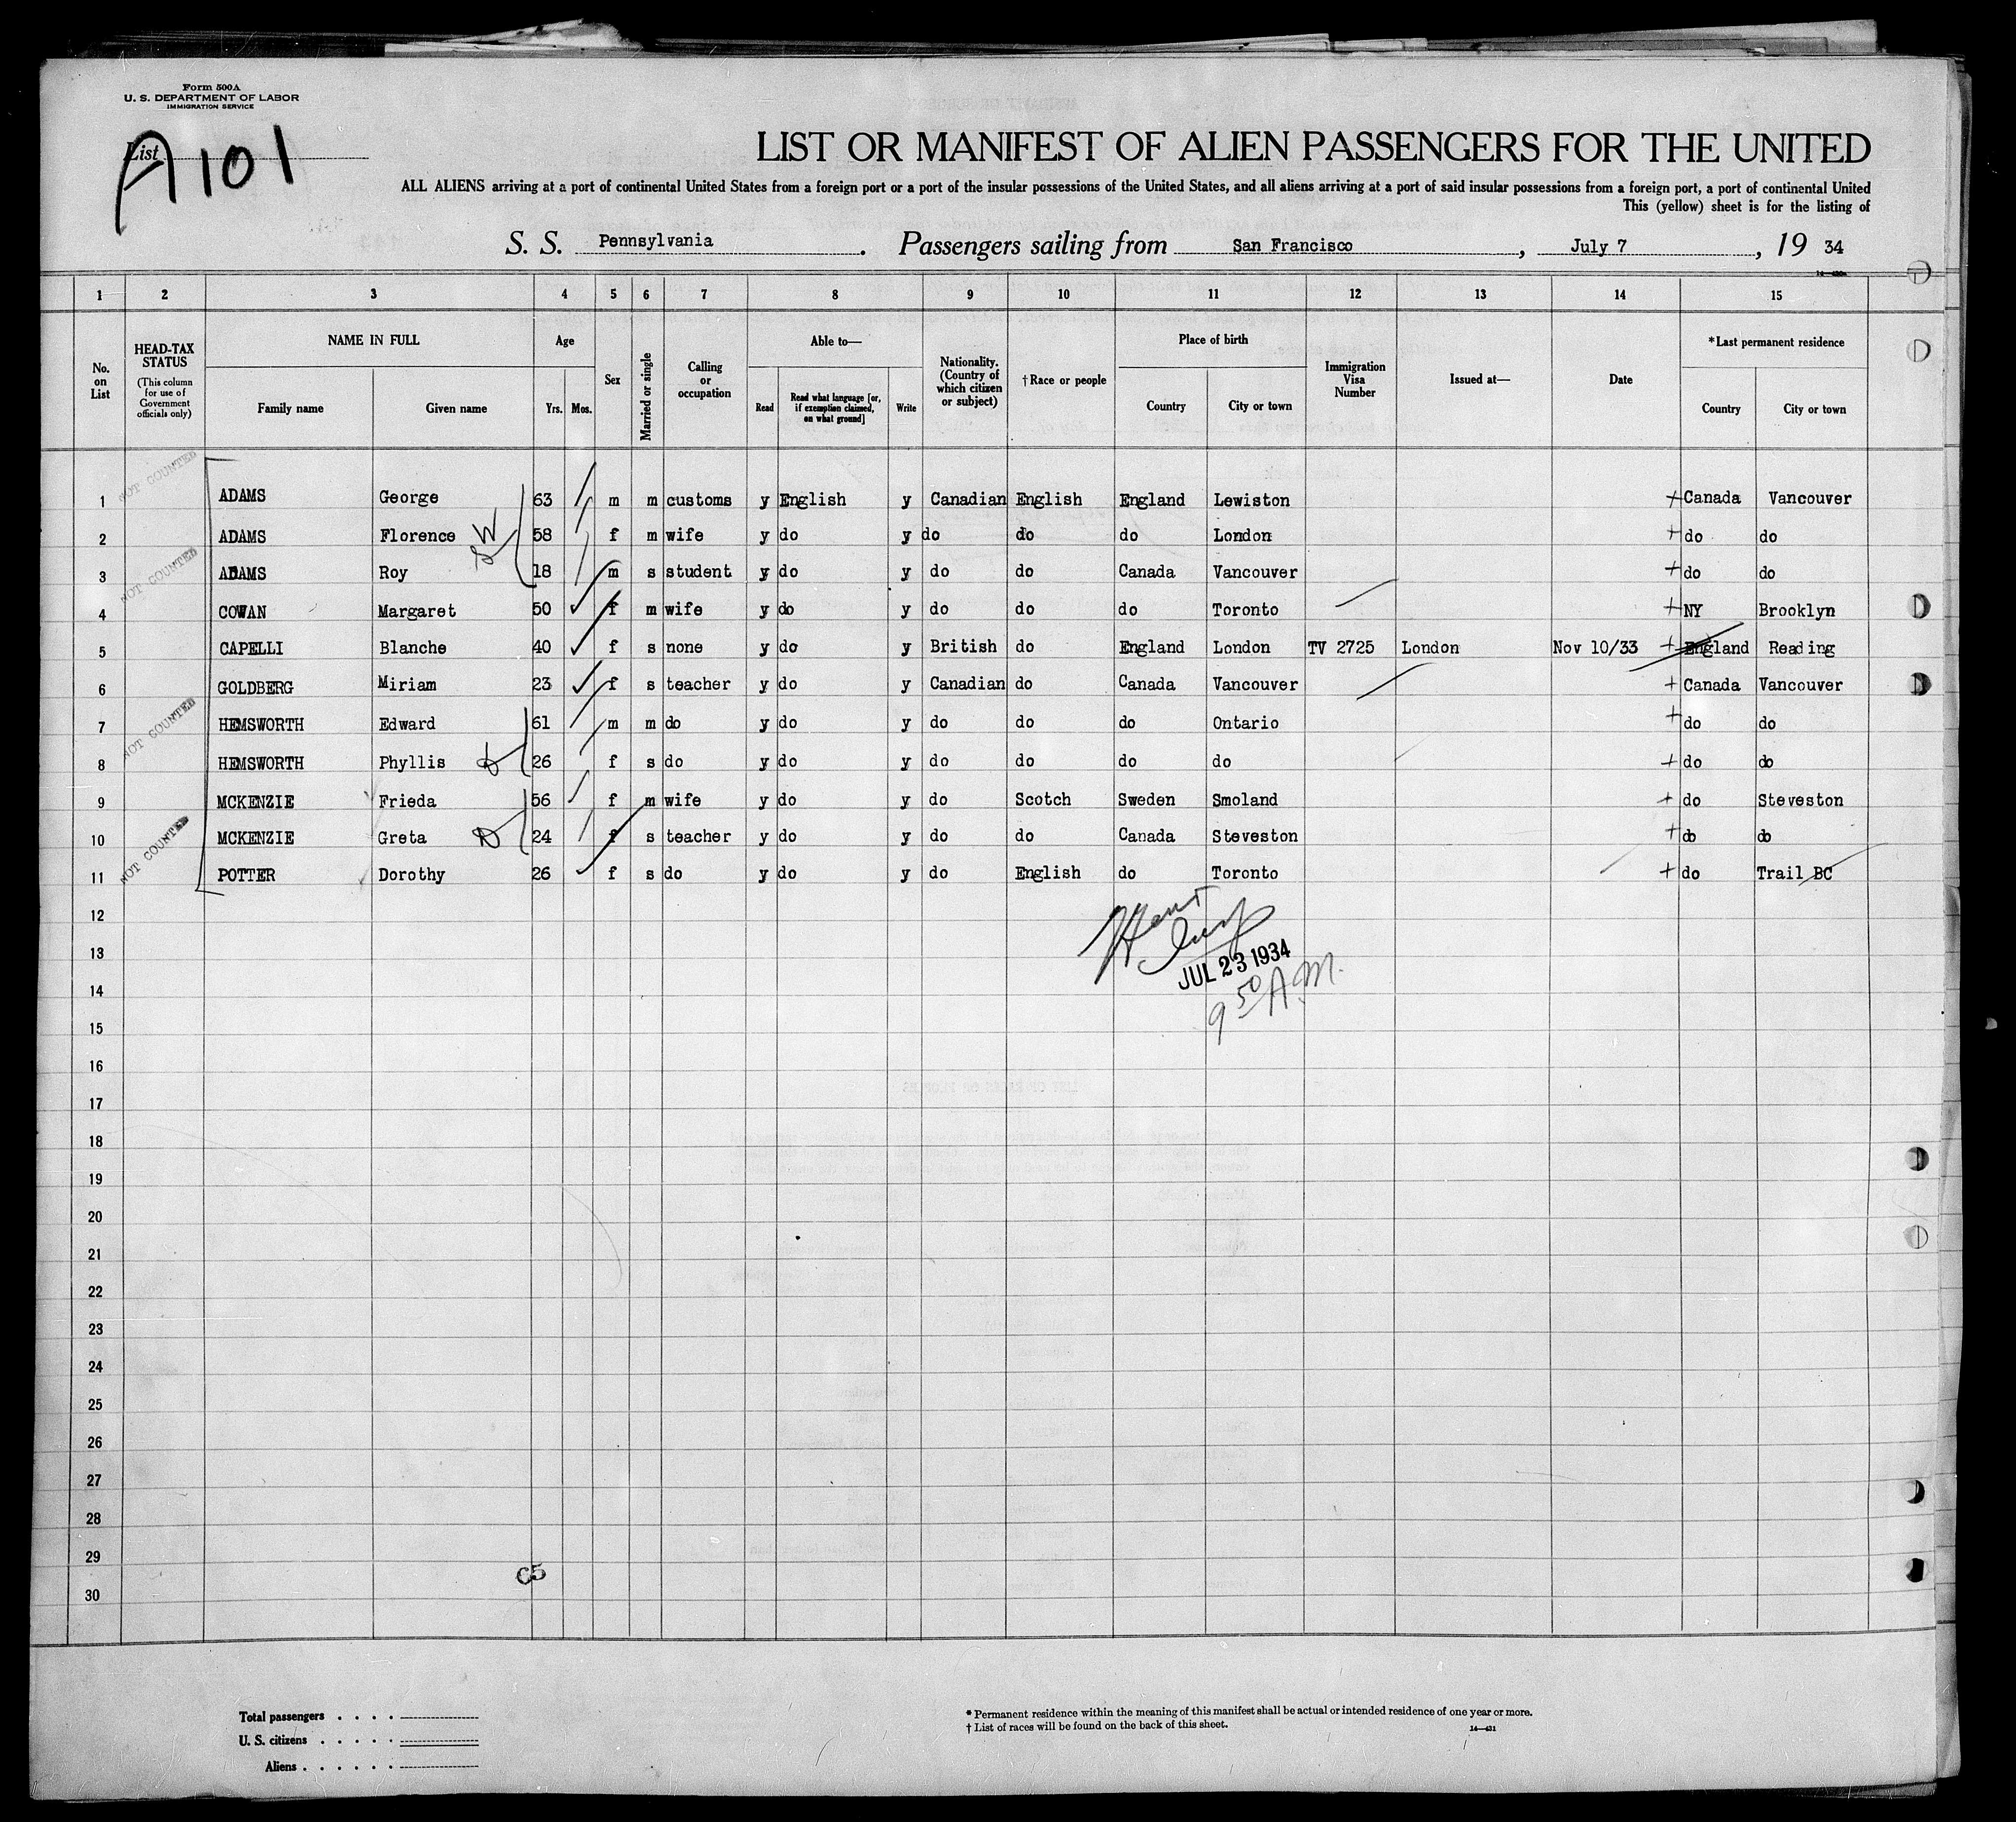 Form 500A
U. S. DEPARTMENT OF LABOR
IMMIGRATION SERVICE
List
A 101
LIST OR MANIFEST OF ALIEN PASSENGERS FOR THE UNITED
ALL ALIENS arriving at a port of continental United States from a foreign port or a port of the insular possessions of the United States, and all aliens arriving at a port of said insular possessions from a foreign port, a port of continental United
This (yellow) sheet is for the listing of
S. S. Pennsylvania. Passengers sailing from San Francisco, July 7, 19 34
1 2 3 4 5 6 7 8 9 10 11 12 13 14 15
No. on List
HEAD-TAX STATUS (This column for use of Government officials only)
NAME IN FULL
Family name Given name
Age
Yrs. Mos.
Sex
Married or single
Calling or occupation
Able to—
Read
Read what language [or, if exemption claimed, on what ground]
Write
Nationality. (Country of which citizen or subject)
†Race or people
Place of birth
Country City or town
Immigration Visa Number
Issued at—
Date
*Last permanent residence
Country City or town
NOT COUNTED
1 ADAMS George 63 m m customs y English y Canadian English England Lewiston + Canada Vancouver
2 ADAMS Florence 58 f m wife y do y do do do London + do do
NOT COUNTED
3 ADAMS Roy 18 m s student y do y do do Canada Vancouver + do do
4 COWAN Margaret 50 f m wife y do y do do do Toronto + NY Brooklyn
5 CAPELLI Blanche 40 f s none y do y British do England London TV 2725 London Nov 10/33 + England Reading
6 GOLDBERG Miriam 23 f s teacher y do y Canadian do Canada Vancouver + Canada Vancouver
NOT COUNTED
7 HEMSWORTH Edward 61 m m do y do y do do do Ontario + do do
8 HEMSWORTH Phyllis 26 f s do y do y do do do do + do do
9 MCKENZIE Frieda 56 f m wife y do y do Scotch Sweden Smoland + do Steveston
NOT COUNTED
10 MCKENZIE Greta 24 f s teacher y do y do do Canada Steveston + do do
11 POTTER Dorothy 26 f s do y do y do English do Toronto + do Trail BC
12
13
JUL 23 1934
14
9 50 A.M.
15
16
17
18
19
20
21
22
23
24
25
26
27
28
29
C5
30
Total passengers . . . .
U. S. citizens . . . . .
Aliens . . . . . .
* Permanent residence within the meaning of this manifest shall be actual or intended residence of one year or more.
† List of races will be found on the back of this sheet. 14—431